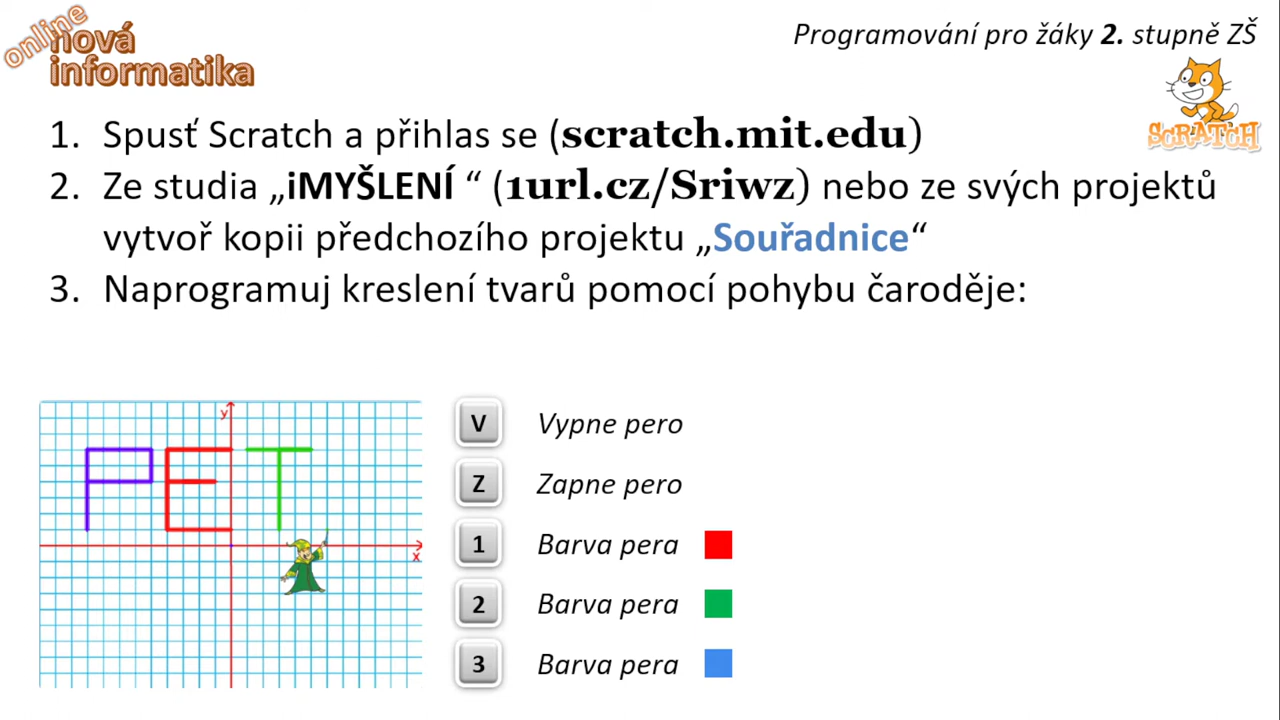 online
nová
informatika
Programování pro žáky 2. stupně ZŠ
SCRATCH
1. Spusť Scratch a přihlas se (scratch.mit.edu)
2. Ze studia „iMYŠLENÍ “ (1url.cz/Sriwz) nebo ze svých projektů
vytvoř kopii předchozího projektu „Souřadnice“
3. Naprogramuj kreslení tvarů pomocí pohybu čaroděje:
y
PET
x
V Vypne pero
Z Zapne pero
1 Barva pera
2 Barva pera
3 Barva pera